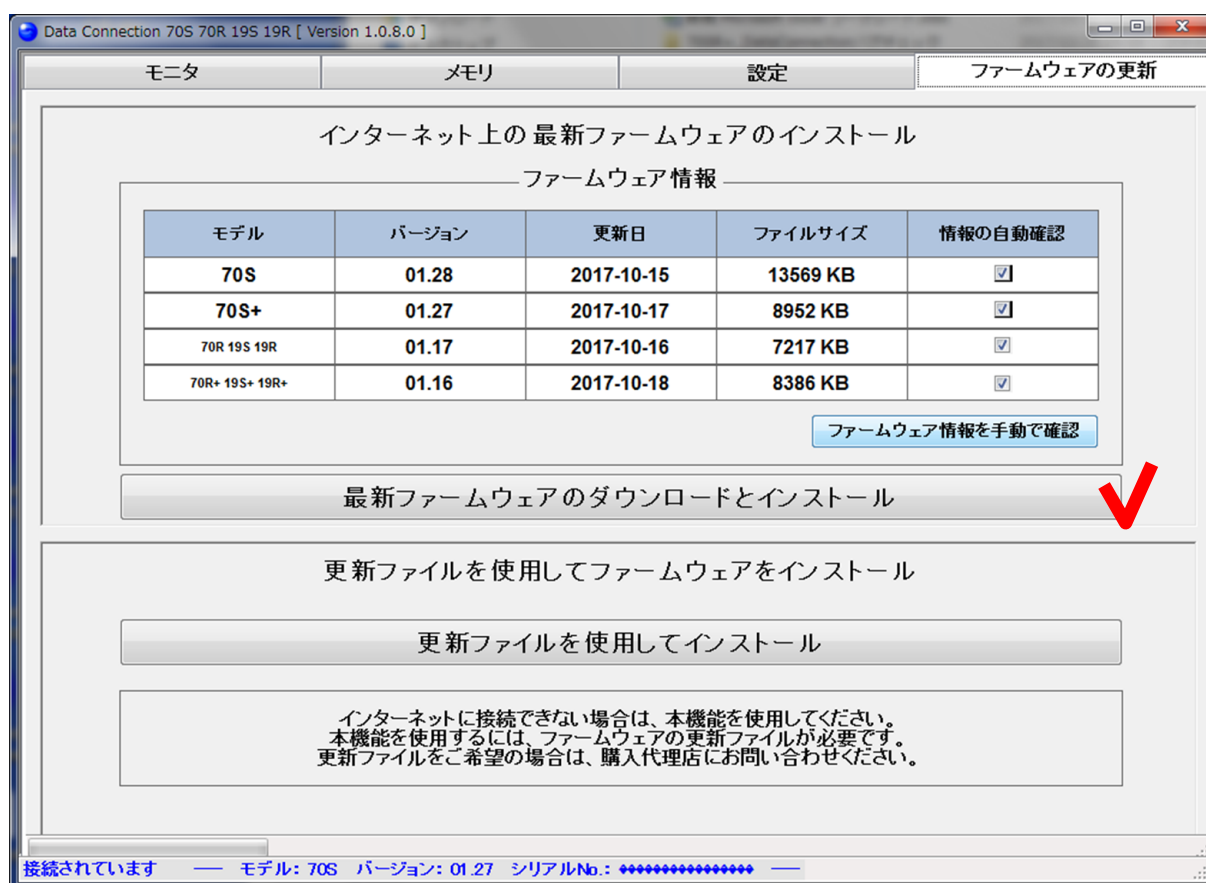 Data Connection 70S 70R 19S 19R [ Version 1.0.8.0 ]
モニタ メモリ 設定 ファームウェアの更新
インターネット上の最新ファームウェアのインストール
ファームウェア情報
モデル バージョン 更新日 ファイルサイズ 情報の自動確認
70S 01.28 2017-10-15 13569 KB
70S+ 01.27 2017-10-17 8952 KB
70R 19S 19R 01.17 2017-10-16 7217 KB
70R+ 19S+ 19R+ 01.16 2017-10-18 8386 KB
ファームウェア情報を手動で確認
最新ファームウェアのダウンロードとインストール
更新ファイルを使用してファームウェアをインストール
更新ファイルを使用してインストール
インターネットに接続できない場合は、本機能を使用してください。
本機能を使用するには、ファームウェアの更新ファイルが必要です。
更新ファイルをご希望の場合は、購入代理店にお問い合わせください。
接続されています ── モデル: 70S バージョン: 01.27 シリアルNo.: ♦♦♦♦♦♦♦♦♦♦♦♦♦♦♦♦ ──